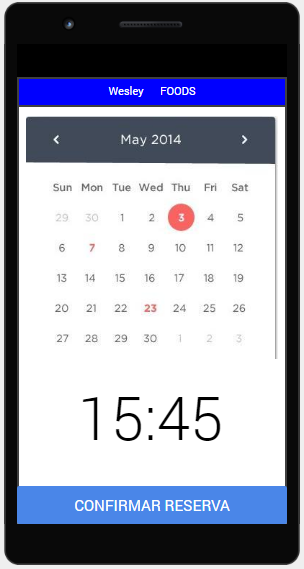 Wesley FOODS
May 2014
Sun Mon Tue Wed Thu Fri Sat
29 30 1 2 3 4 5
6 7 8 9 10 11 12
13 14 15 16 17 18 19
20 21 22 23 24 25 26
27 28 29 30 1 2 3
15:45
CONFIRMAR RESERVA